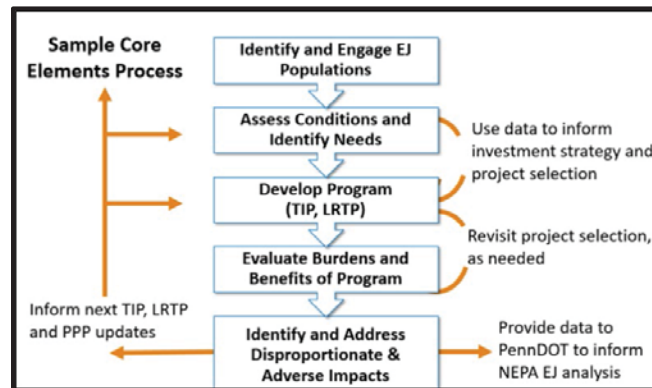 Sample Core
Elements Process
Identify and Engage EJ
Populations
Assess Conditions and
Identify Needs
Use data to inform
investment strategy and
project selection
Develop Program
(TIP, LRTP)
Revisit project selection,
as needed
Evaluate Burdens and
Benefits of Program
Inform next TIP, LRTP
and PPP updates
Identify and Address
Disproportionate &
Adverse Impacts
Provide data to
PennDOT to inform
NEPA EJ analysis